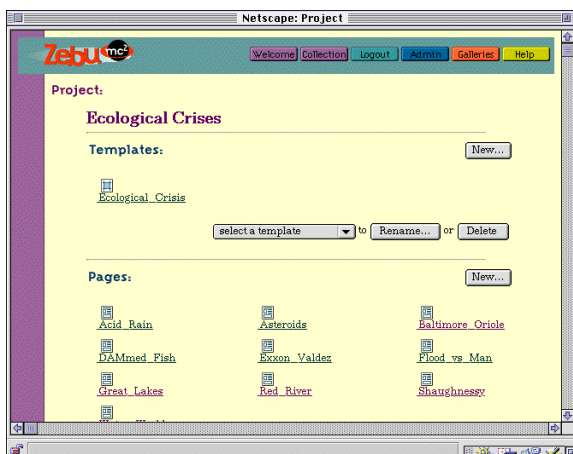 Netscape: Project
Zebu mc²
Welcome Collection Logout Admin Galleries Help
Project:
Ecological Crises
Templates: New...
Ecological_Crisis
select a template to Rename... or Delete
Pages: New...
Acid_Rain Asteroids Baltimore_Oriole
DAMmed_Fish Exxon_Valdez Flood_vs_Man
Great_Lakes Red_River Shaughnessy